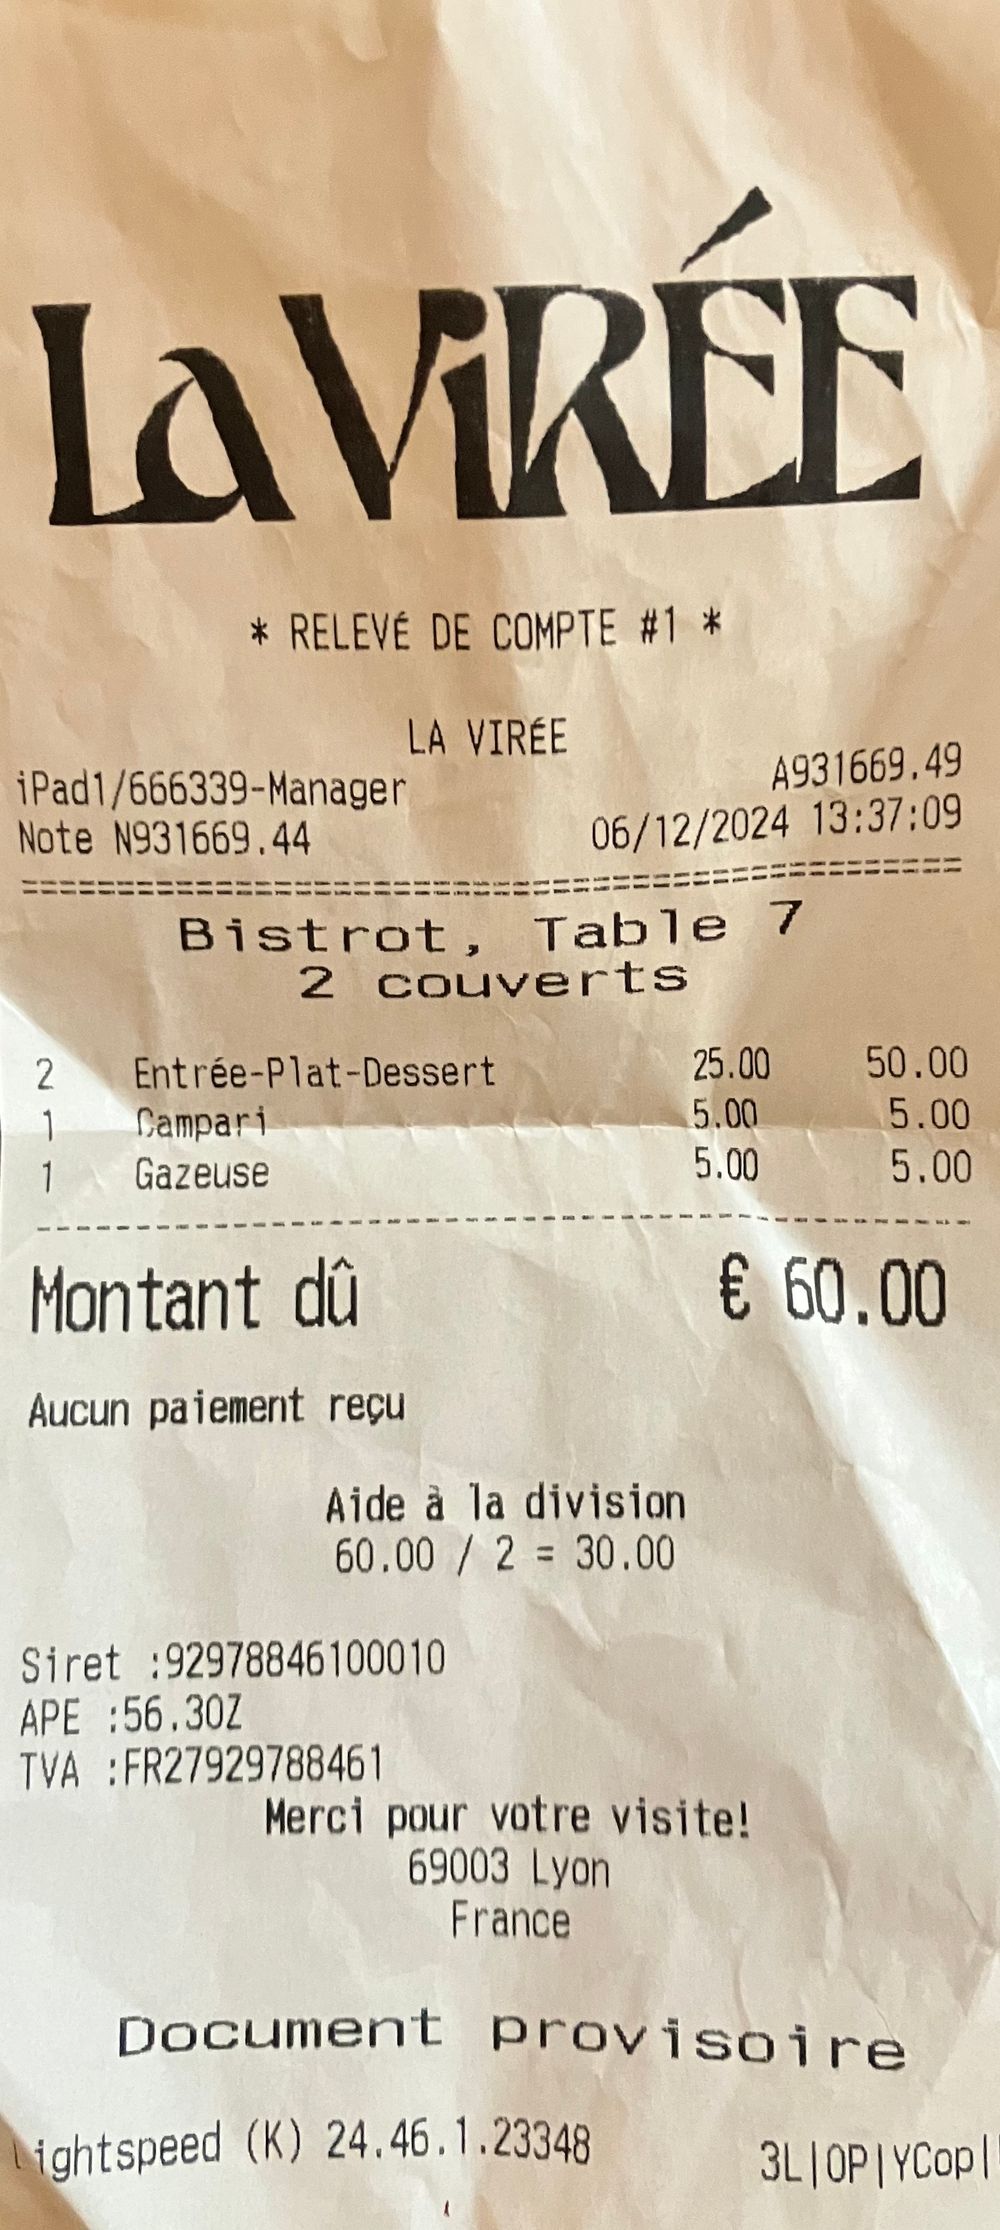 La ViRÉE
* RELEVÉ DE COMPTE #1 *
LA VIRÉE
iPad1/666339-Manager A931669.49
Note N931669.44 06/12/2024 13:37:09
Bistrot, Table 7
2 couverts
2 Entrée-Plat-Dessert 25.00 50.00
1 Campari 5.00 5.00
1 Gazeuse 5.00 5.00
Montant dû € 60.00
Aucun paiement reçu
Aide à la division
60.00 / 2 = 30.00
Siret :92978846100010
APE :56.30Z
TVA :FR27929788461
Merci pour votre visite!
69003 Lyon
France
Document provisoire
Lightspeed (K) 24.46.1.23348 3L|OP|YCop|